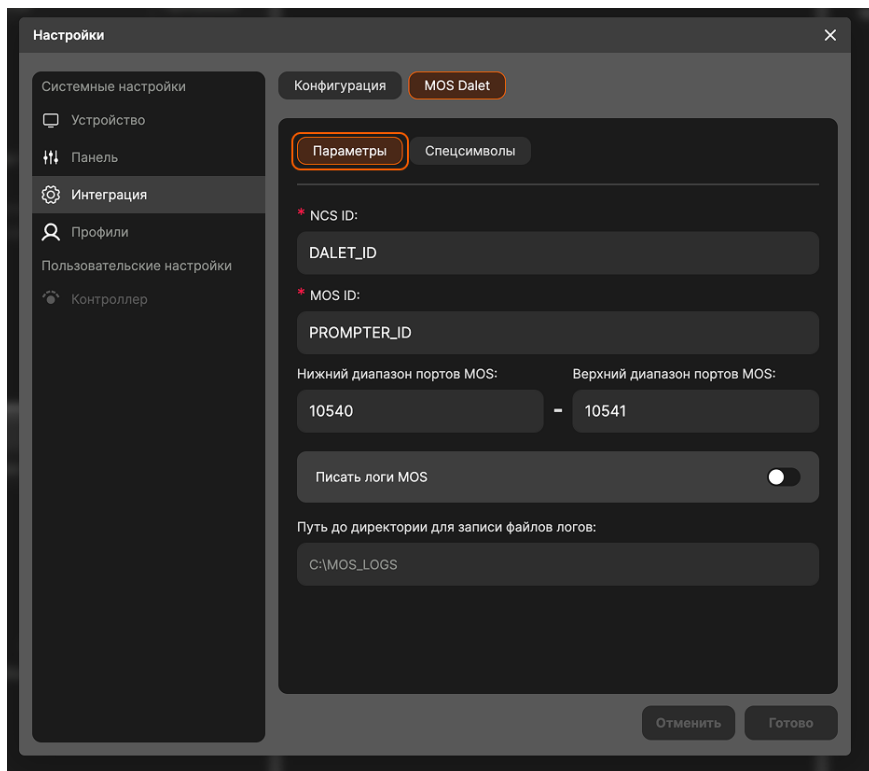 Настройки
Системные настройки
Устройство
Панель
Интеграция
Профили
Пользовательские настройки
Контроллер
Конфигурация MOS Dalet
Параметры Спецсимволы
* NCS ID:
DALET_ID
* MOS ID:
PROMPTER_ID
Нижний диапазон портов MOS: Верхний диапазон портов MOS:
10540 - 10541
Писать логи MOS
Путь до директории для записи файлов логов:
C:\MOS_LOGS
Отменить Готово